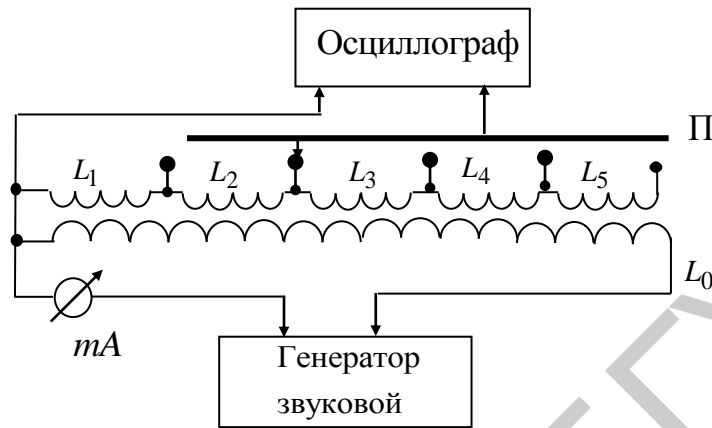 Осциллограф
П
L₁ L₂ L₃ L₄ L₅
L₀
mA
Генератор
звуковой